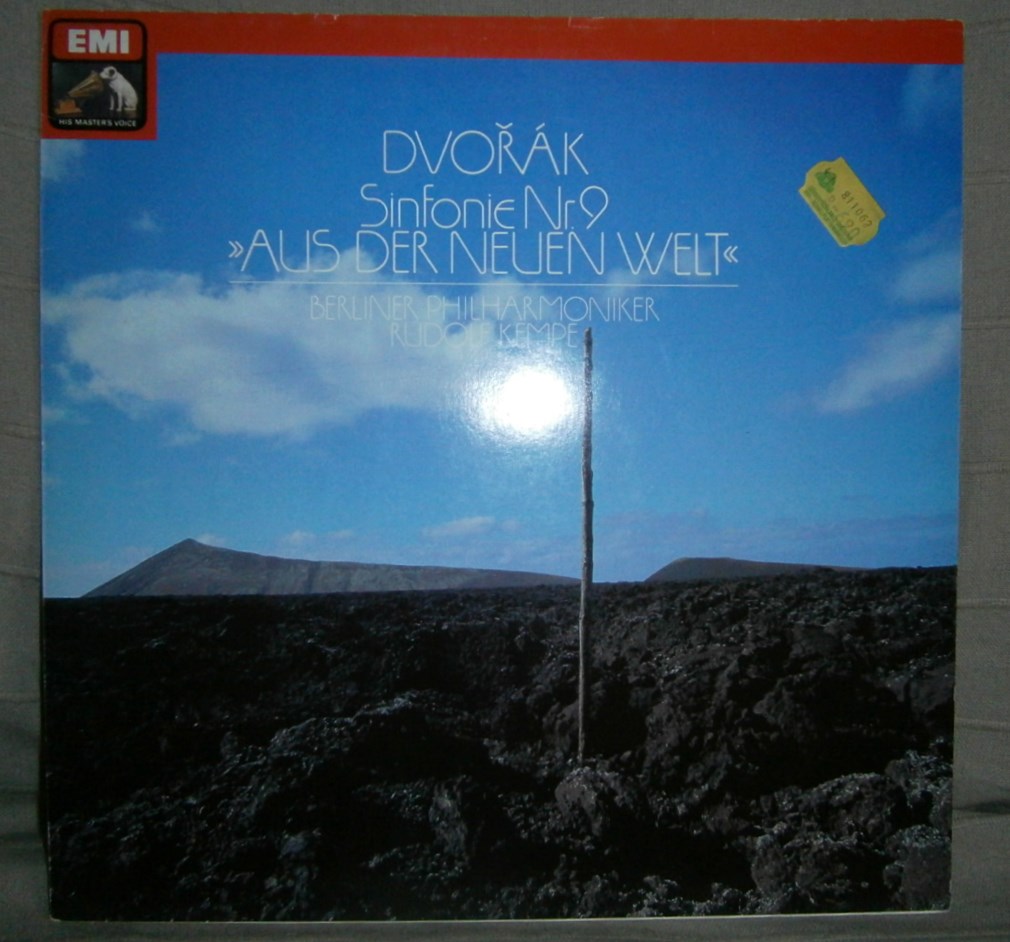 EMI
HIS MASTER'S VOICE
DVOŘÁK
Sinfonie Nr.9
»AUS DER NEUEN WELT«
BERLINER PHILHARMONIKER
RUDOLF KEMPE